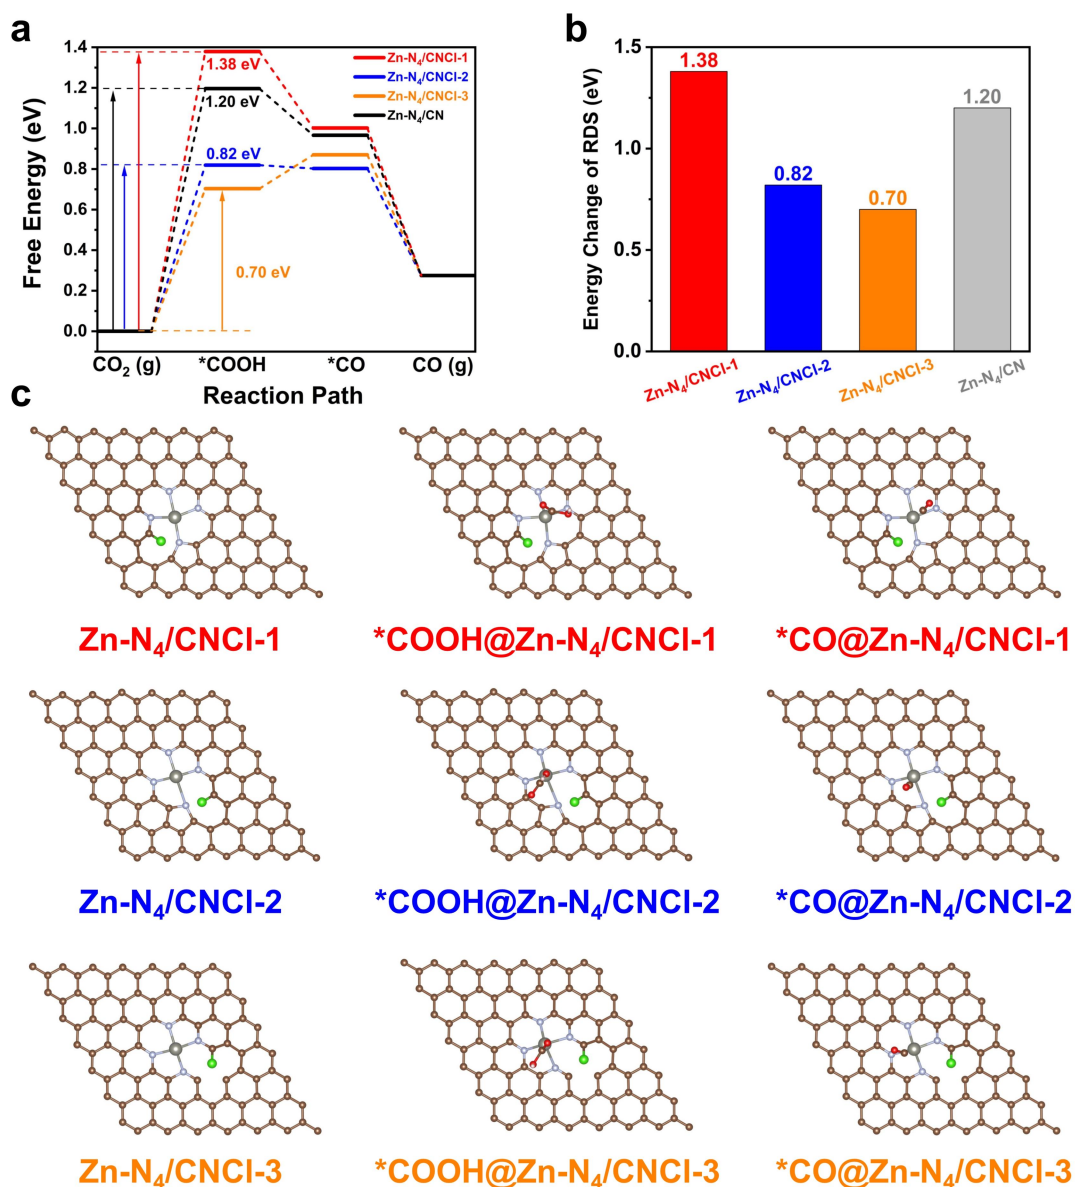 a
Free Energy (eV)
1.4
1.2
1.0
0.8
0.6
0.4
0.2
0.0
1.38 eV
1.20 eV
0.82 eV
0.70 eV
Zn-N₄/CNCl-1
Zn-N₄/CNCl-2
Zn-N₄/CNCl-3
Zn-N₄/CN
CO₂ (g)
*COOH
*CO
CO (g)
Reaction Path
b
Energy Change of RDS (eV)
1.5
1.0
0.5
0.0
1.38
0.82
0.70
1.20
Zn-N₄/CNCl-1
Zn-N₄/CNCl-2
Zn-N₄/CNCl-3
Zn-N₄/CN
c
Zn-N₄/CNCl-1
*COOH@Zn-N₄/CNCl-1
*CO@Zn-N₄/CNCl-1
Zn-N₄/CNCl-2
*COOH@Zn-N₄/CNCl-2
*CO@Zn-N₄/CNCl-2
Zn-N₄/CNCl-3
*COOH@Zn-N₄/CNCl-3
*CO@Zn-N₄/CNCl-3